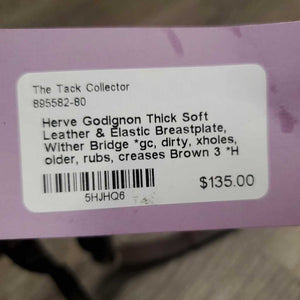 The Tack Collector
895582-80
Herve Godignon Thick Soft
Leather & Elastic Breastplate,
Wither Bridge *gc, dirty, xholes,
older, rubs, creases Brown 3 *H
5HJHQ6
$135.00